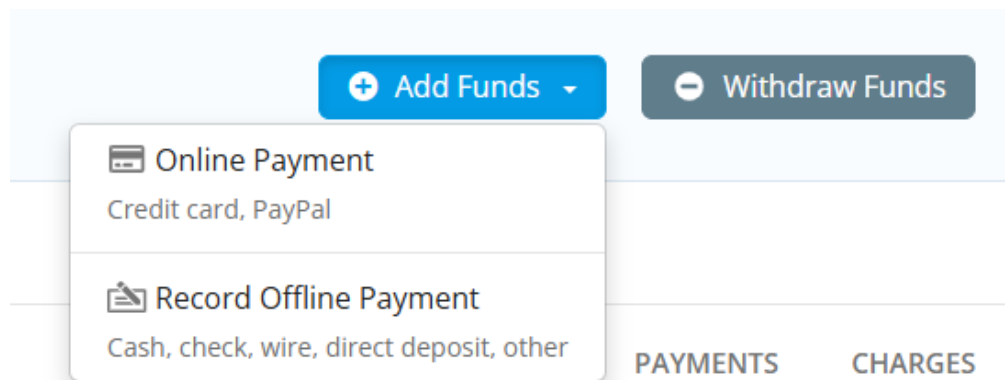 Add Funds
Withdraw Funds
Online Payment
Credit card, PayPal
Record Offline Payment
Cash, check, wire, direct deposit, other
PAYMENTS
CHARGES